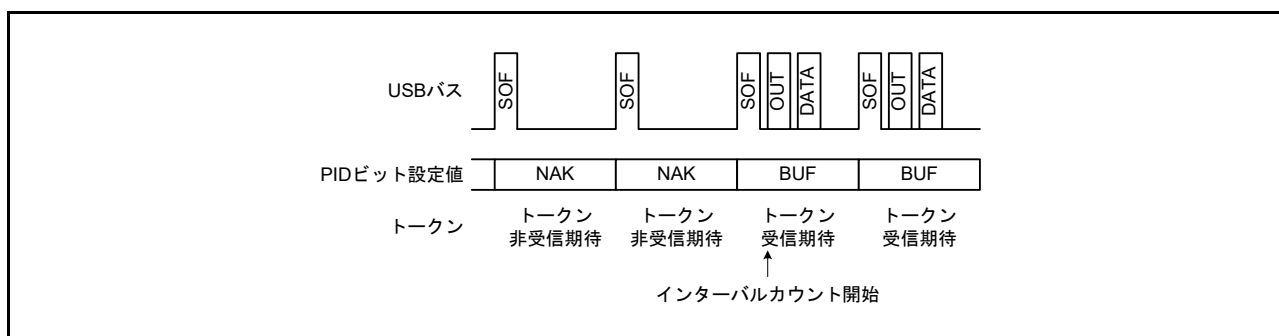 USBバス
SOF
SOF
SOF
OUT
DATA
SOF
OUT
DATA
PIDビット設定値
NAK
NAK
BUF
BUF
トークン
トークン
非受信期待
トークン
非受信期待
トークン
受信期待
トークン
受信期待
インターバルカウント開始